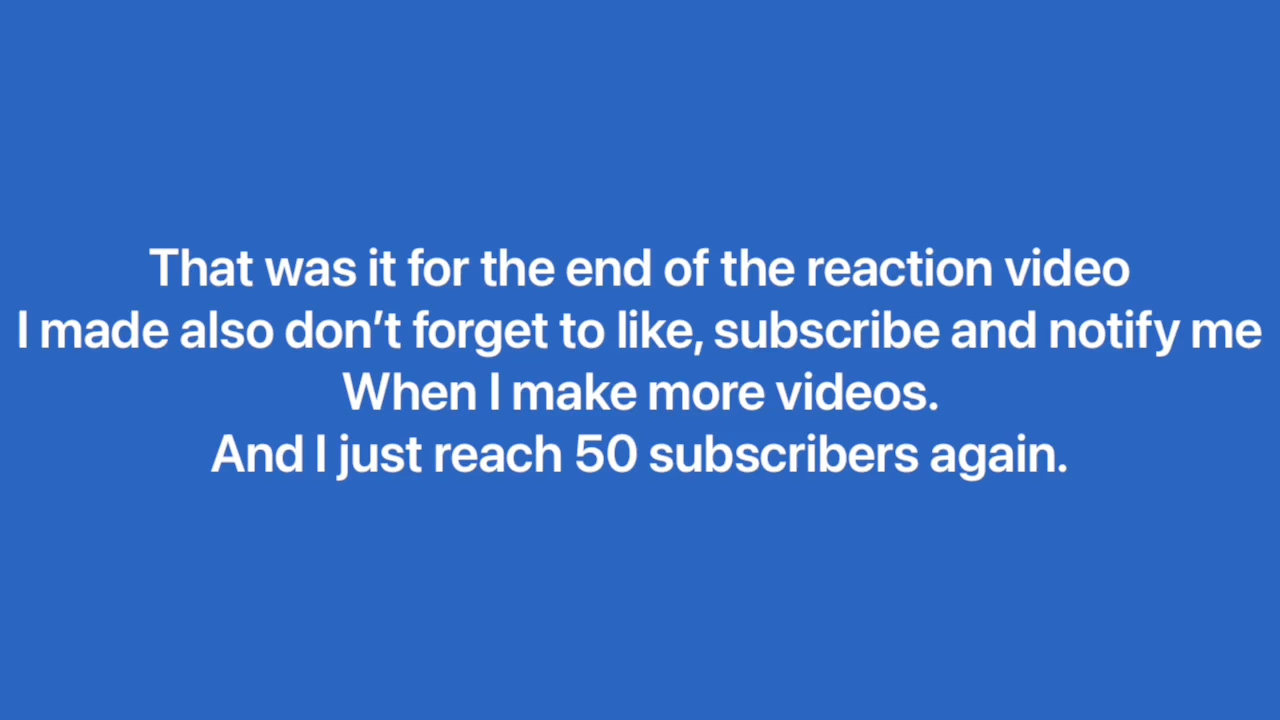 That was it for the end of the reaction video
I made also don’t forget to like, subscribe and notify me
When I make more videos.
And I just reach 50 subscribers again.